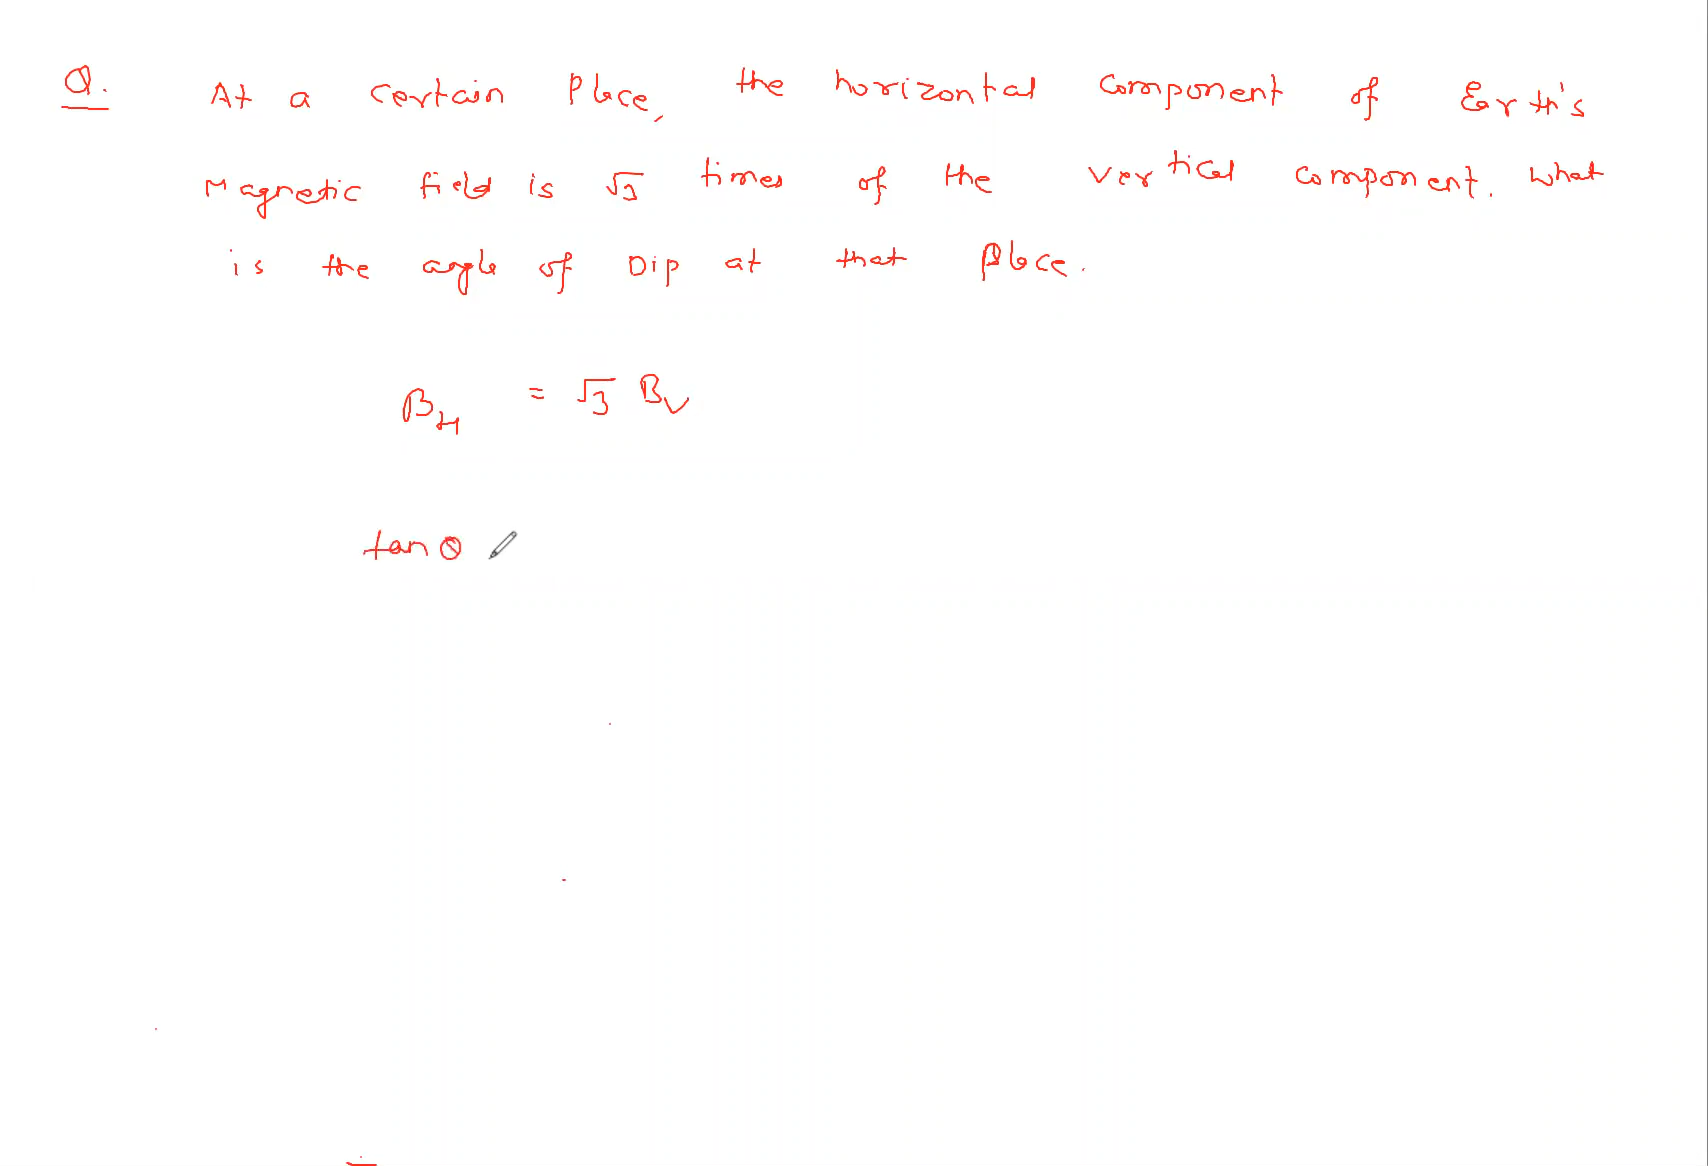 Q. At a certain Place, the horizontal component of Earth's
Magnetic field is √3 times of the vertical component. What
is the angle of Dip at that place.
B_H = √3 B_V
tan θ